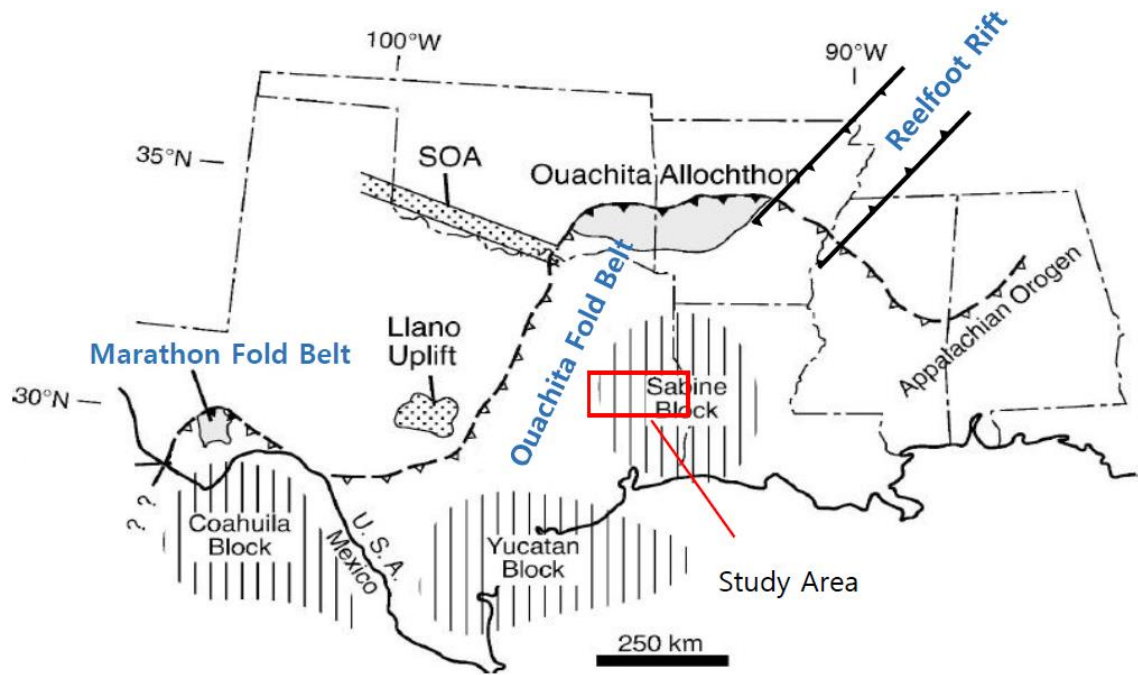 100°W
90°W
Reelfoot Rift
35°N
SOA
Ouachita Allochthon
Ouachita Fold Belt
Llano
Uplift
Marathon Fold Belt
30°N
Appalachian Orogen
Sabine
Block
? ?
Coahuila
Block
U. S. A.
Mexico
Yucatan
Block
Study Area
250 km